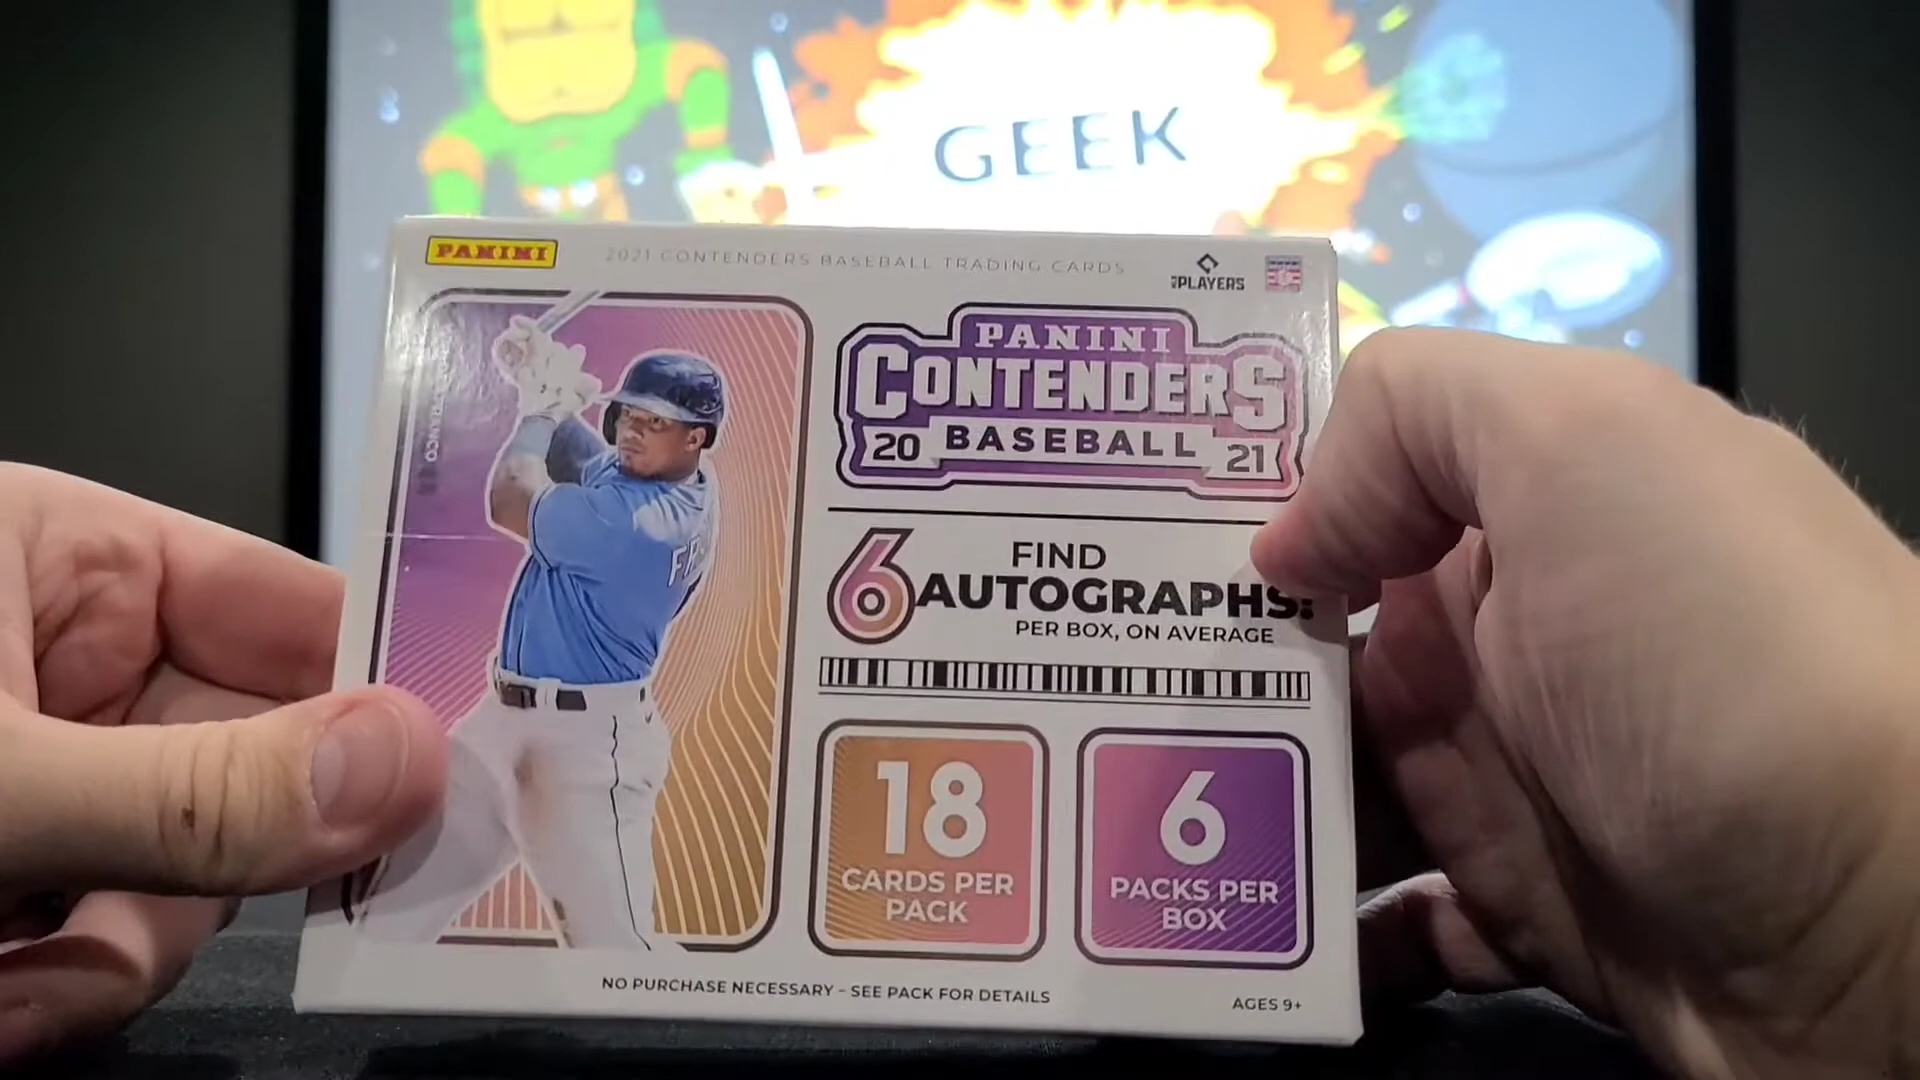 GEEK
PANINI
2021 CONTENDERS BASEBALL TRADING CARDS
PLAYERS
PANINI
CONTENDERS
20 BASEBALL 21
6 FIND
AUTOGRAPHS!
PER BOX, ON AVERAGE
18
CARDS PER
PACK
6
PACKS PER
BOX
NO PURCHASE NECESSARY - SEE PACK FOR DETAILS
AGES 9+